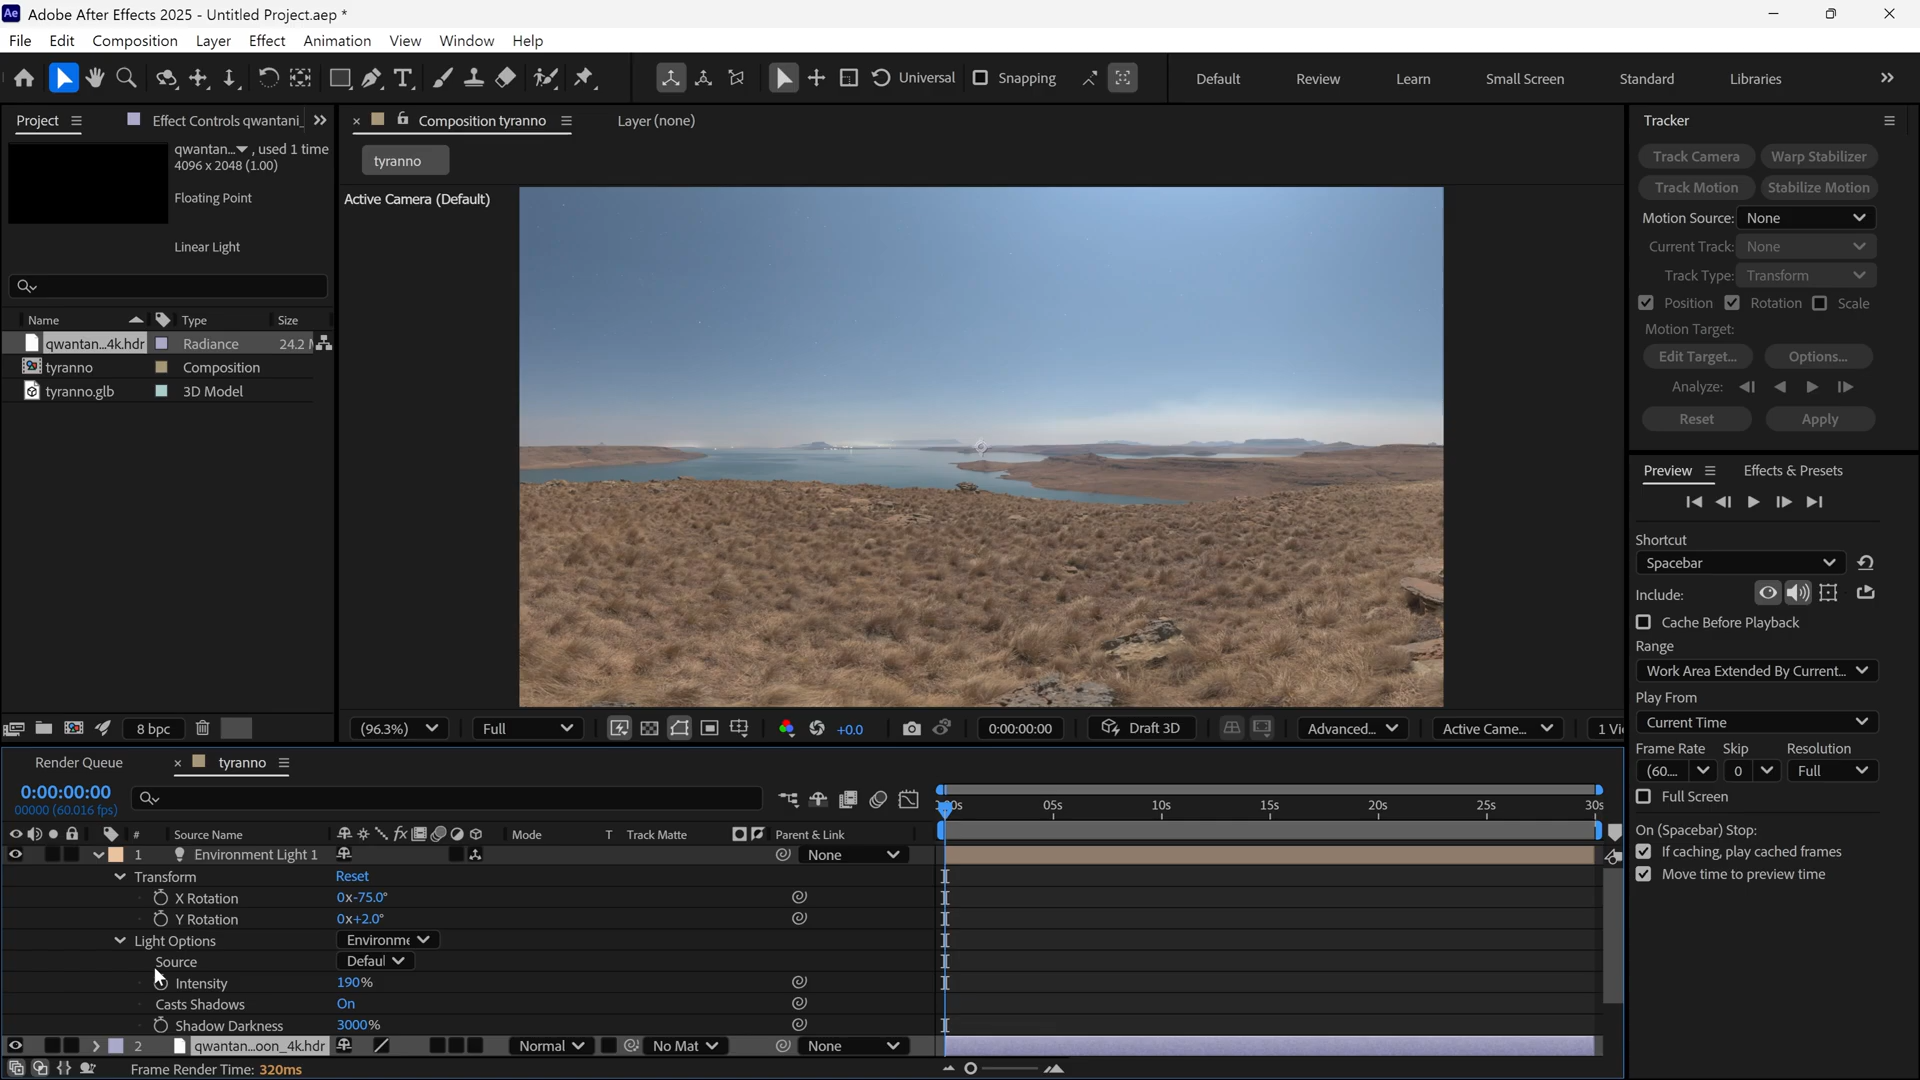 Ae Adobe After Effects 2025 - Untitled Project.aep *
File Edit Composition Layer Effect Animation View Window Help
Universal Snapping Default Review Learn Small Screen Standard Libraries
Project Effect Controls qwantani_
qwantan... , used 1 time
4096 x 2048 (1.00)
Floating Point
Linear Light
Name Type Size
qwantan...4k.hdr Radiance 24.2
tyranno Composition
tyranno.glb 3D Model
8 bpc
Composition tyranno Layer (none)
tyranno
Active Camera (Default)
(96.3%) Full +0.0 0:00:00:00 Draft 3D Advanced... Active Came... 1 Vi
Tracker
Track Camera Warp Stabilizer
Track Motion Stabilize Motion
Motion Source: None
Current Track: None
Track Type: Transform
Position Rotation Scale
Motion Target:
Edit Target... Options...
Analyze:
Reset Apply
Preview Effects & Presets
Shortcut
Spacebar
Include:
Cache Before Playback
Range
Work Area Extended By Current...
Play From
Current Time
Frame Rate Skip Resolution
(60.... 0 Full
Full Screen
On (Spacebar) Stop:
If caching, play cached frames
Move time to preview time
Render Queue tyranno
0:00:00:00
00000 (60.016 fps)
:00s 05s 10s 15s 20s 25s 30s
# Source Name fx Mode T Track Matte Parent & Link
1 Environment Light 1 None
Transform Reset
X Rotation 0x-75.0°
Y Rotation 0x+2.0°
Light Options Environme
Source Defaul
Intensity 190%
Casts Shadows On
Shadow Darkness 3000%
2 qwantan...oon_4k.hdr Normal No Mat None
Frame Render Time: 320ms